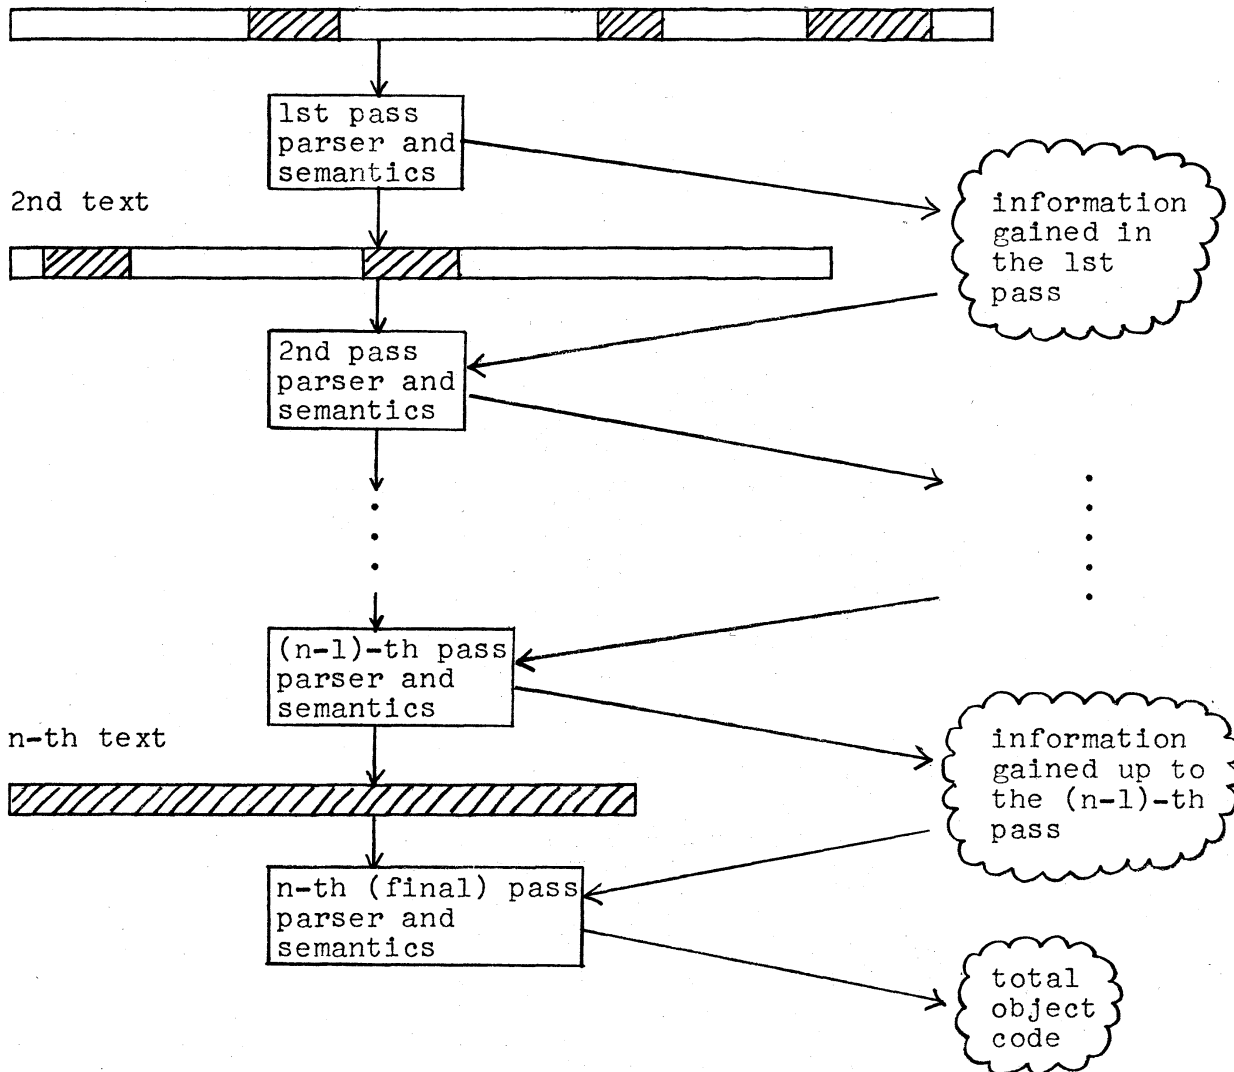 1st pass
parser and
semantics
2nd text
information
gained in
the 1st
pass
2nd pass
parser and
semantics
(n-1)-th pass
parser and
semantics
n-th text
information
gained up to
the (n-1)-th
pass
n-th (final) pass
parser and
semantics
total
object
code